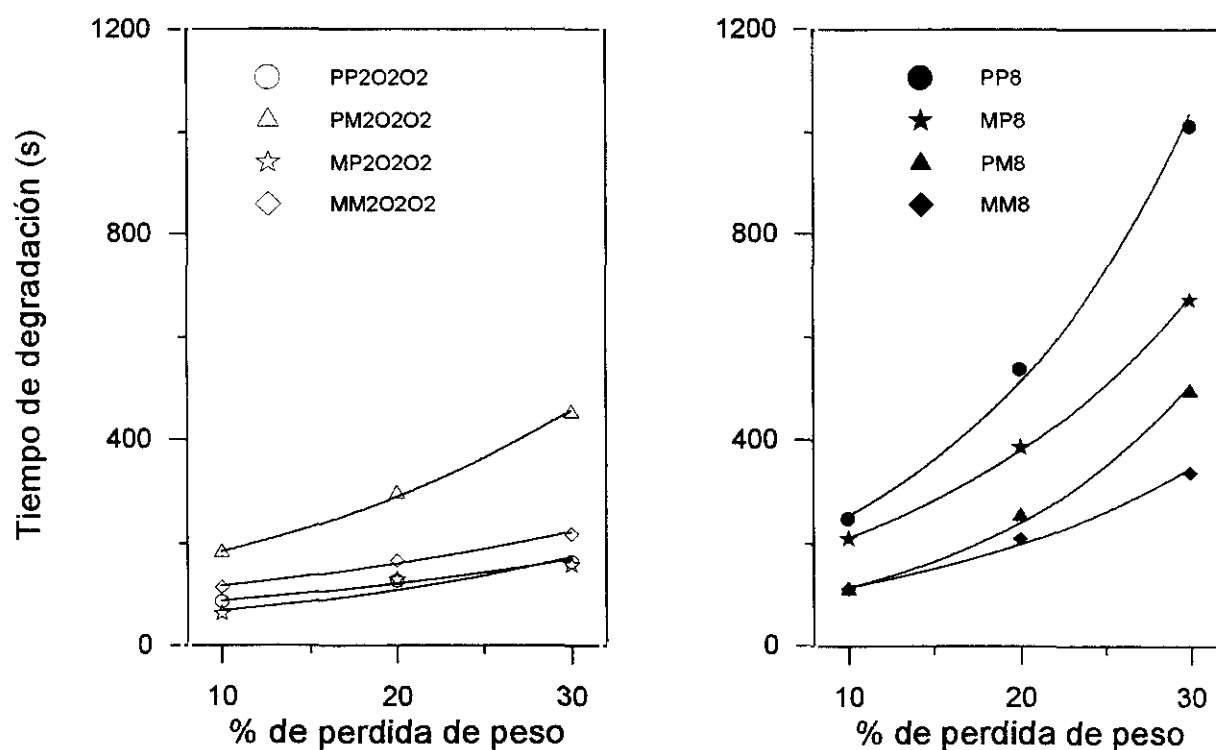 Tiempo de degradación (s)
1200
800
400
0
PP2O2O2
PM2O2O2
MP2O2O2
MM2O2O2
10
20
30
% de perdida de peso
1200
800
400
0
PP8
MP8
PM8
MM8
10
20
30
% de perdida de peso